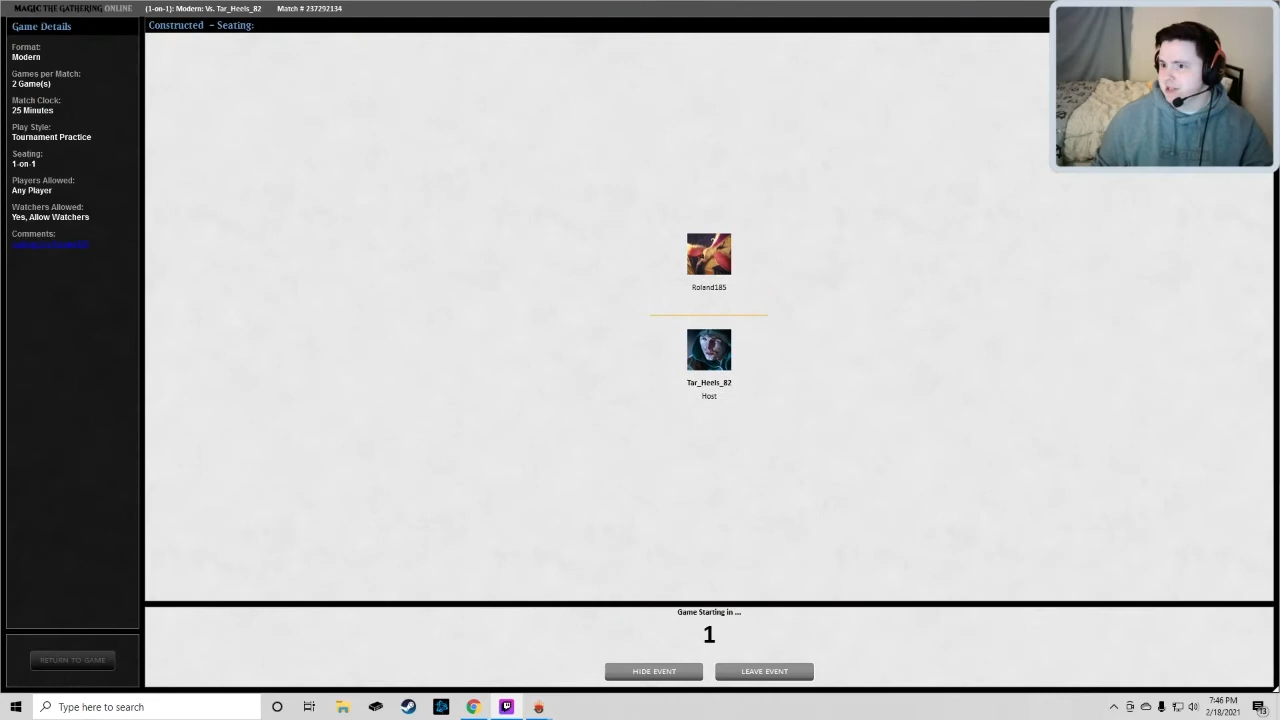 MAGIC THE GATHERING ONLINE
(1-on-1): Modern: Vs. Tar_Heels_82
Match # 237292134
Game Details
Constructed - Seating:
Format:
Modern
Games per Match:
2 Game(s)
Match Clock:
25 Minutes
Play Style:
Tournament Practice
Seating:
1-on-1
Players Allowed:
Any Player
Watchers Allowed:
Yes, Allow Watchers
Comments:
Roland185
Tar_Heels_82
Host
Game Starting in ...
1
HIDE EVENT
LEAVE EVENT
RETURN TO GAME
Type here to search
7:46 PM
2/18/2021
13